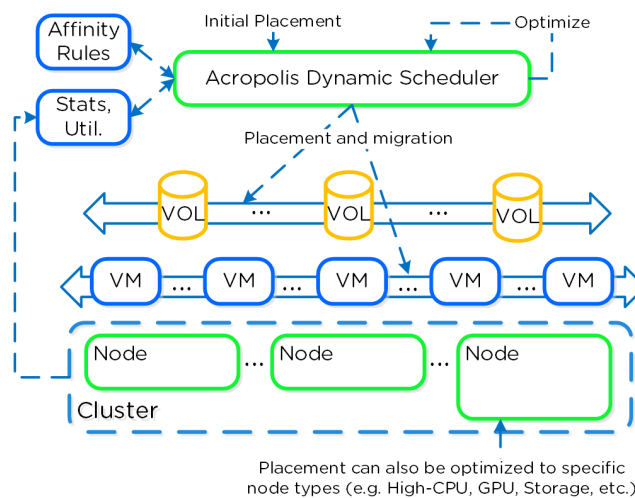 Initial Placement
Optimize
Affinity
Rules
Acropolis Dynamic Scheduler
Stats,
Util.
Placement and migration
VOL ... VOL ... VOL
VM ... VM ... VM ... VM ... VM
Node ... Node ... Node
Cluster
Placement can also be optimized to specific
node types (e.g. High-CPU, GPU, Storage, etc.)